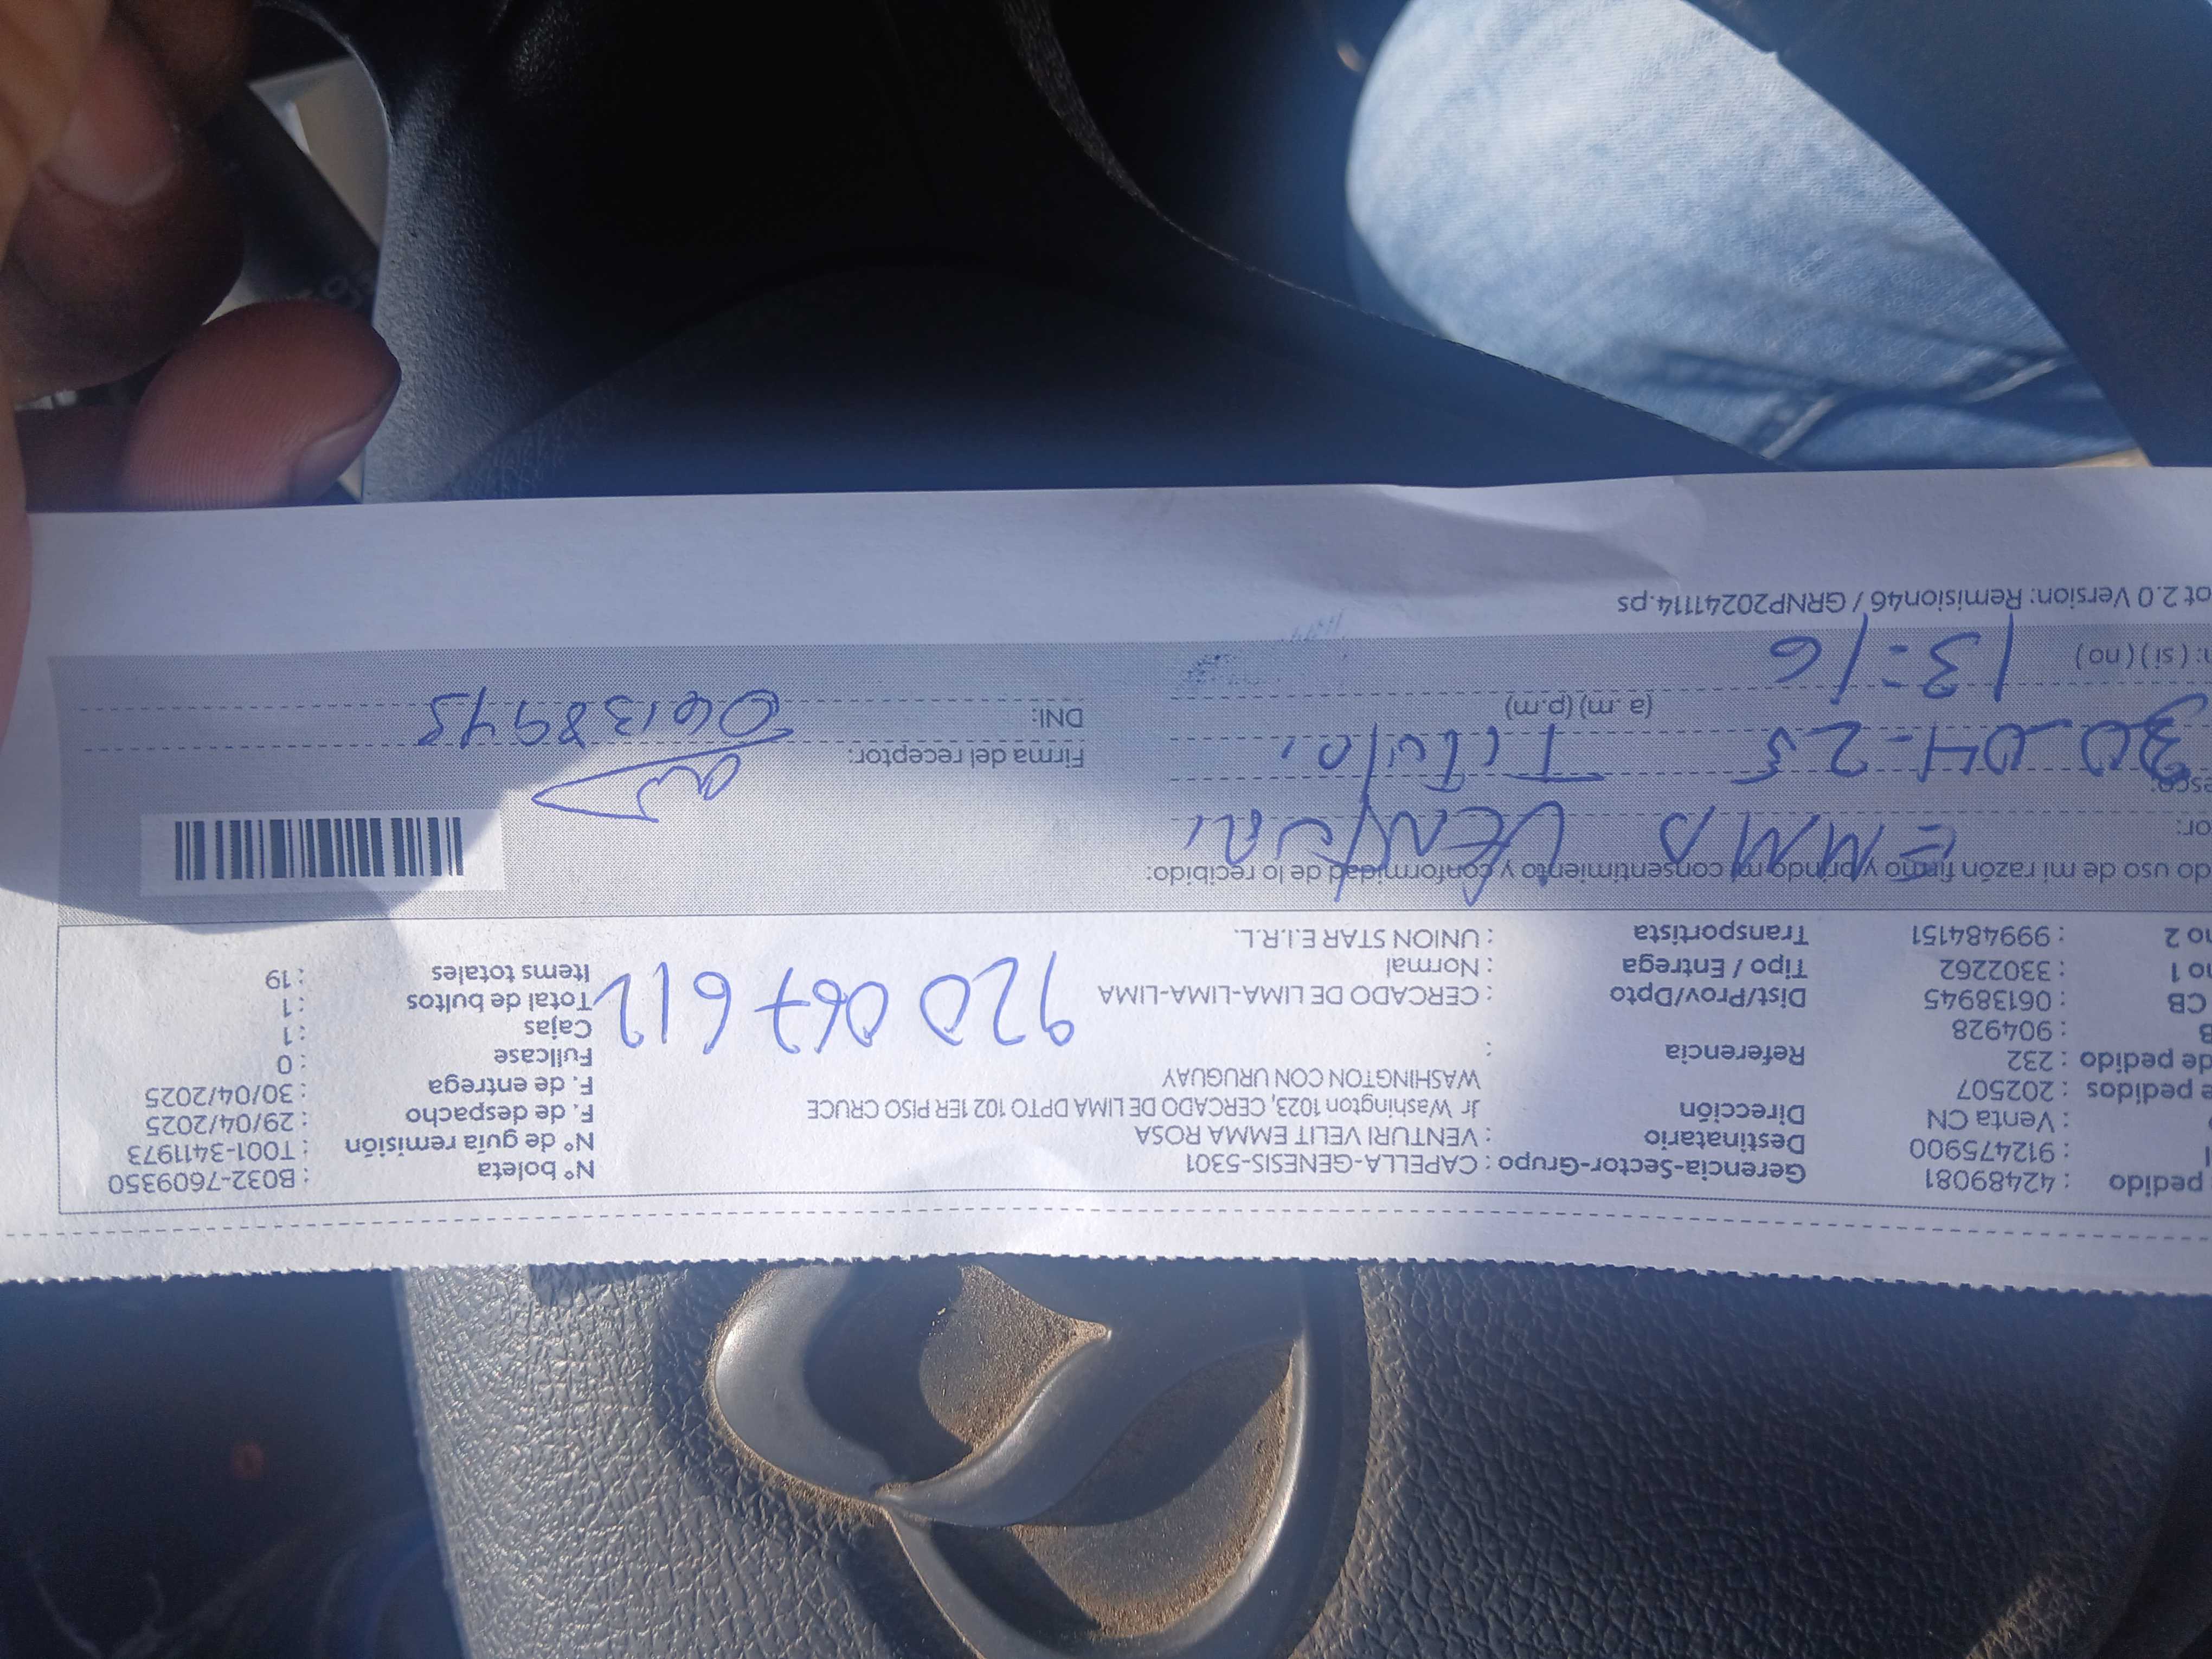 pedido : 42489081 Gerencia-Sector-Grupo : CAPELLA-GENESIS-5301 N° boleta : B032-7609350
: 912475900 Destinatario : VENTURI VELIT EMMA ROSA N° de guía remisión : T001-3411973
: Venta CN Dirección Jr Washington 1023, CERCADO DE LIMA DPTO 102 1ER PISO CRUCE F. de despacho : 29/04/2025
e pedidos : 202507 WASHINGTON CON URUGUAY F. de entrega : 30/04/2025
de pedido : 232 Referencia : Fullcase : 0
B : 904928 Cajas : 1
CB : 06138945 Dist/Prov/Dpto : CERCADO DE LIMA-LIMA-LIMA Total de bultos : 1
no 1 : 3302262 Tipo / Entrega : Normal Items totales : 19
no 2 : 999484151 Transportista : UNION STAR E.I.R.L.
920 067 612
do uso de mi razón firmo y brindo mi consentimiento y conformidad de lo recibido:
or: EMMA VENTURI
esco: Titular Firma del receptor:
30-04-25 (a.m) (p.m) DNI: 06138945
n: ( si ) ( no ) 13:16
ot 2.0 Version: Remision46 / GRNP20241114.ps